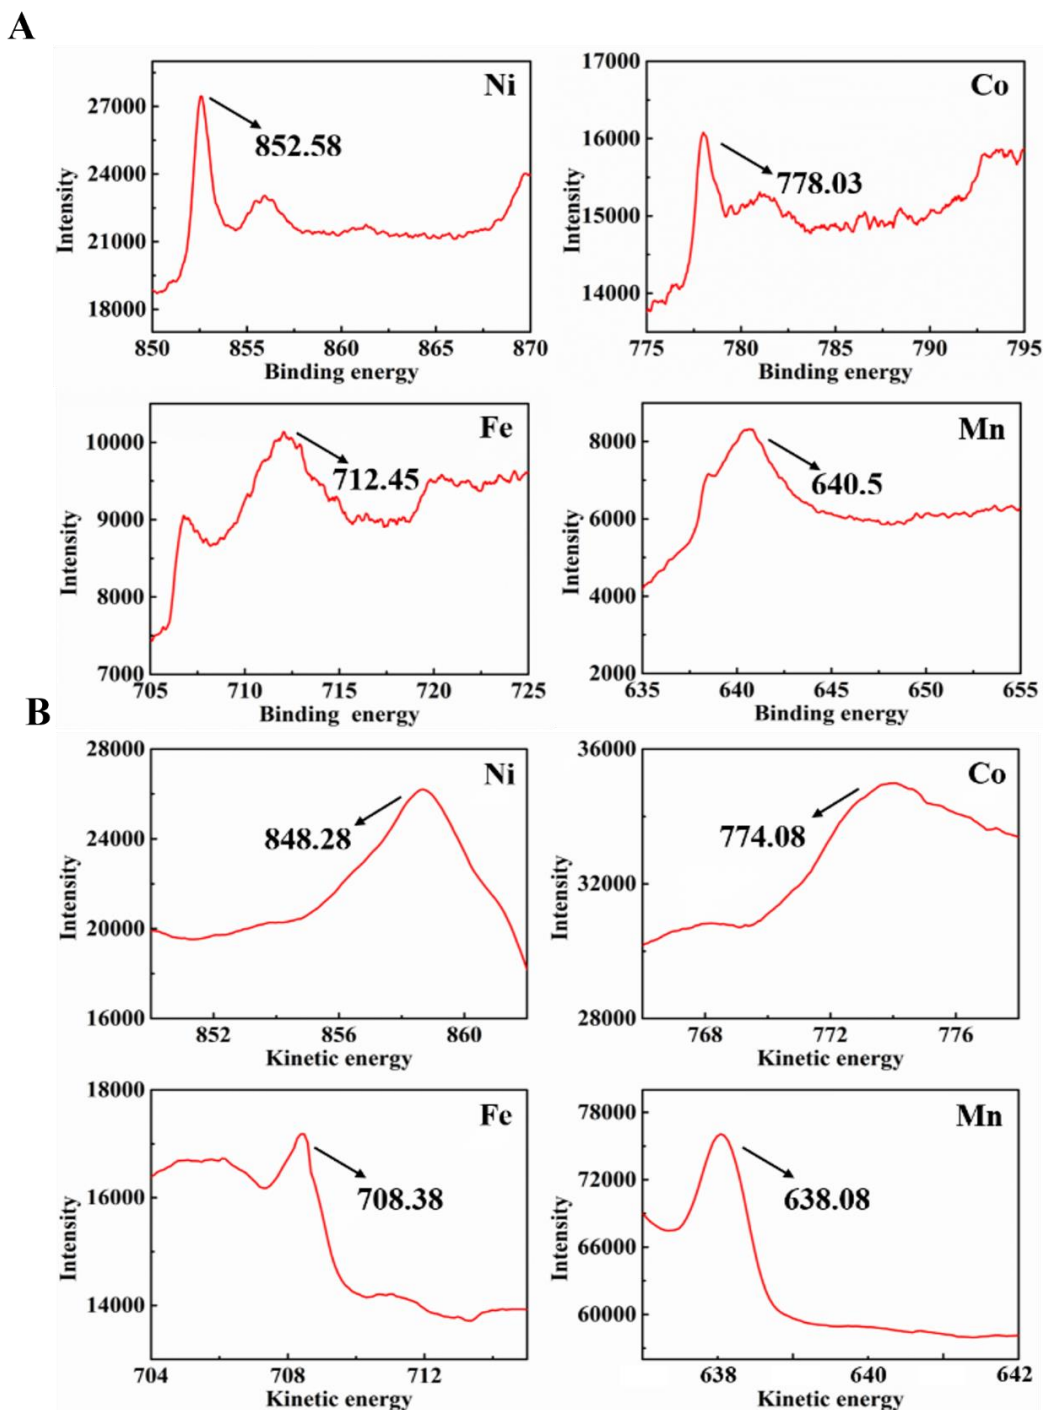 A
Ni
27000
24000
21000
18000
852.58
Intensity
850 855 860 865 870
Binding energy
Co
17000
16000
15000
14000
778.03
Intensity
775 780 785 790 795
Binding energy
Fe
10000
9000
8000
7000
712.45
Intensity
705 710 715 720 725
Binding energy
Mn
8000
6000
4000
2000
640.5
Intensity
635 640 645 650 655
Binding energy
B
Ni
28000
24000
20000
16000
848.28
Intensity
852 856 860
Kinetic energy
Co
36000
32000
28000
774.08
Intensity
768 772 776
Kinetic energy
Fe
18000
16000
14000
708.38
Intensity
704 708 712
Kinetic energy
Mn
78000
72000
66000
60000
638.08
Intensity
638 640 642
Kinetic energy